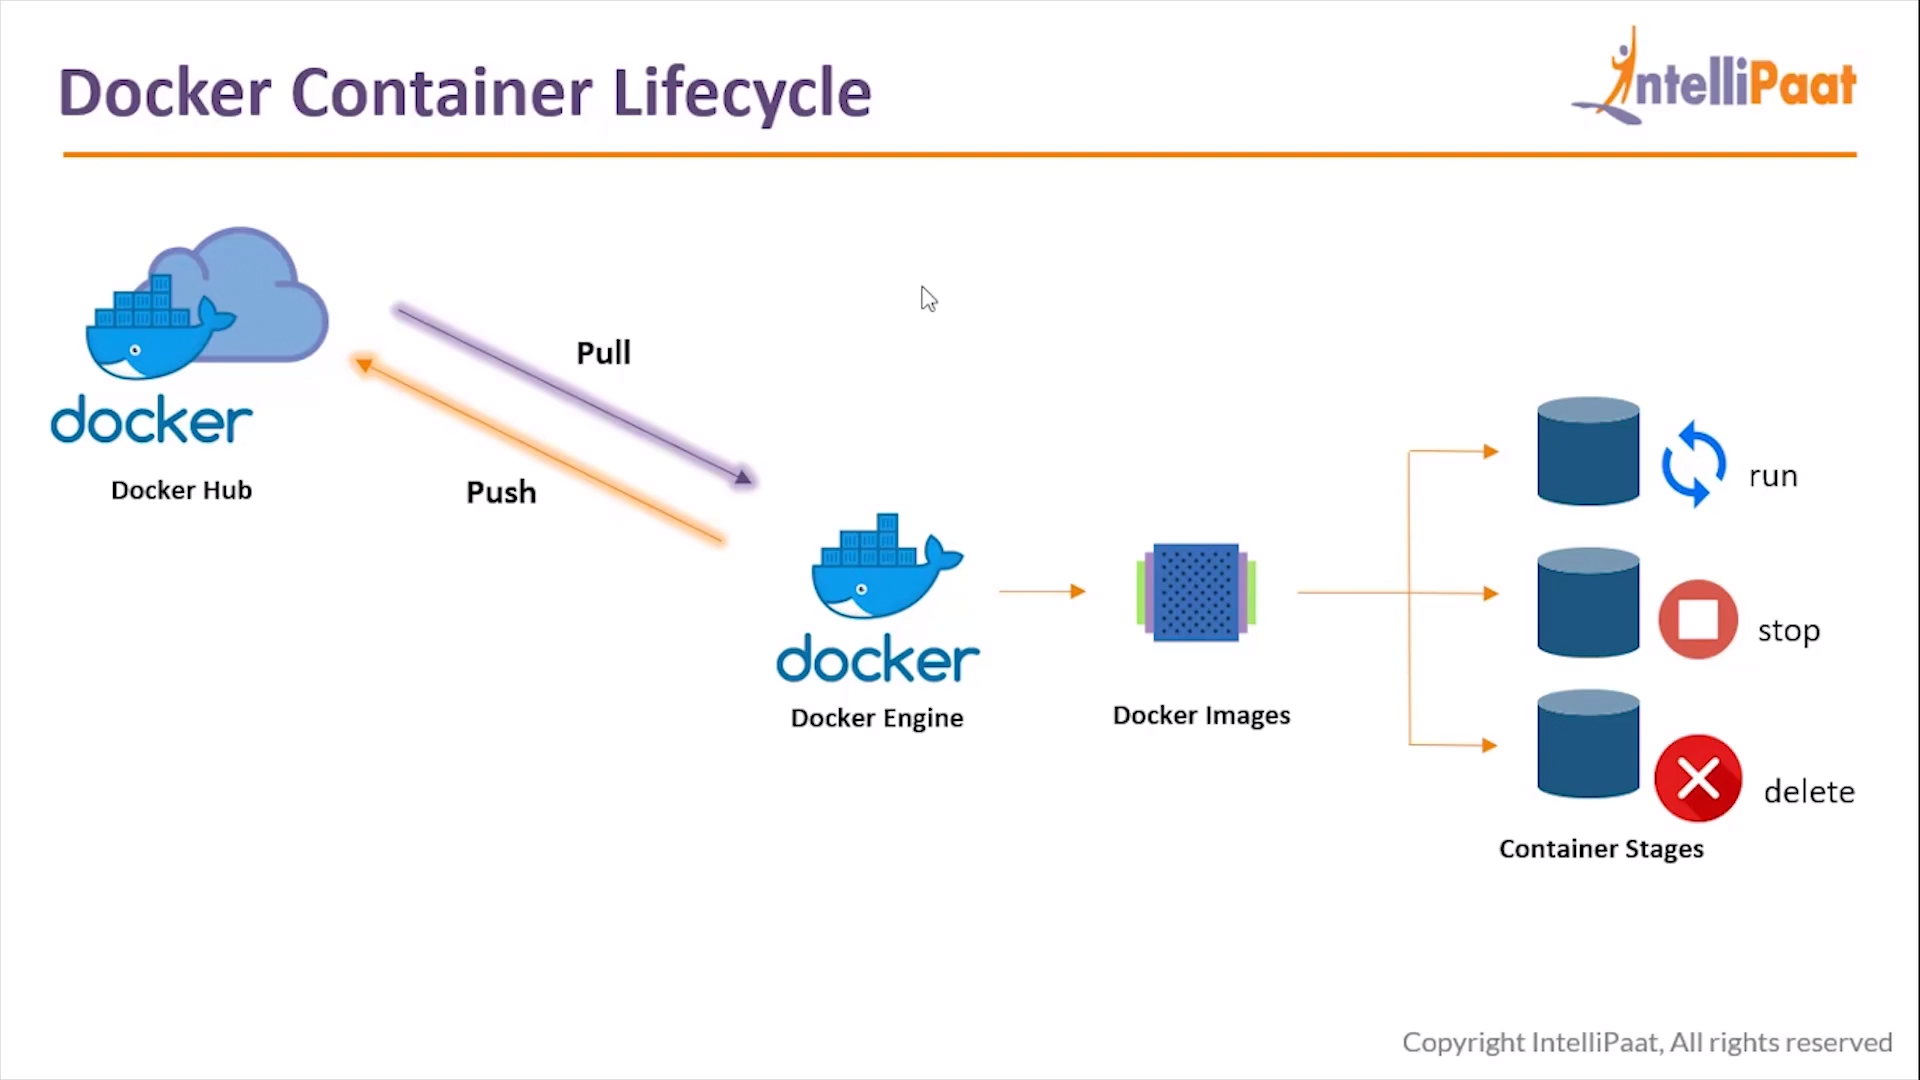 Docker Container Lifecycle
IntelliPaat
Pull
docker
Docker Hub
Push
run
stop
docker
Docker Engine
Docker Images
delete
Container Stages
Copyright IntelliPaat, All rights reserved